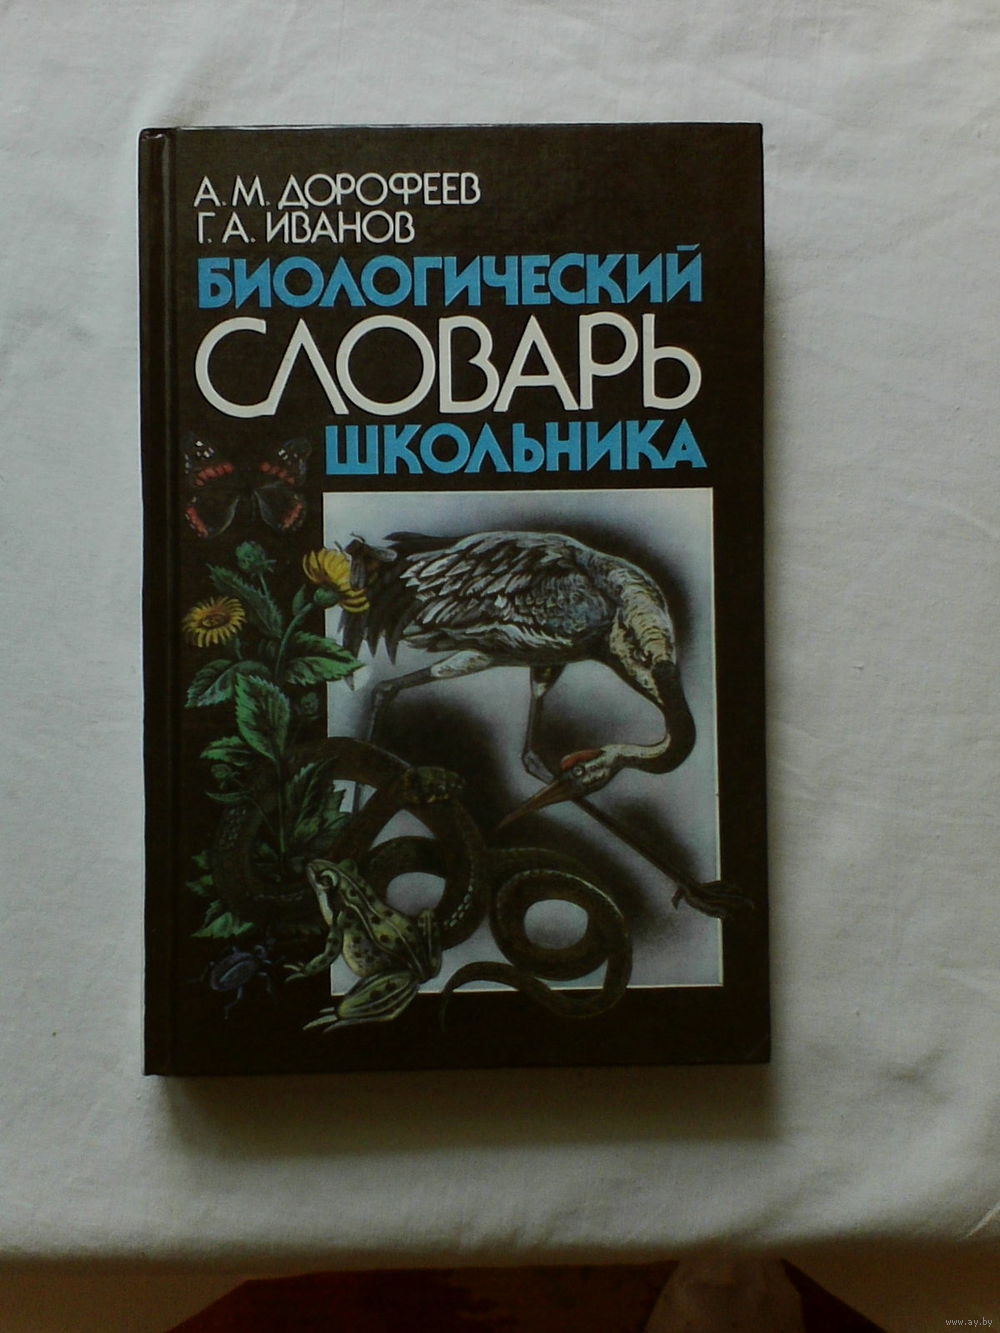 А.М. ДОРОФЕЕВ
Г.А. ИВАНОВ
БИОЛОГИЧЕСКИЙ
СЛОВАРЬ
ШКОЛЬНИКА
www.ay.by